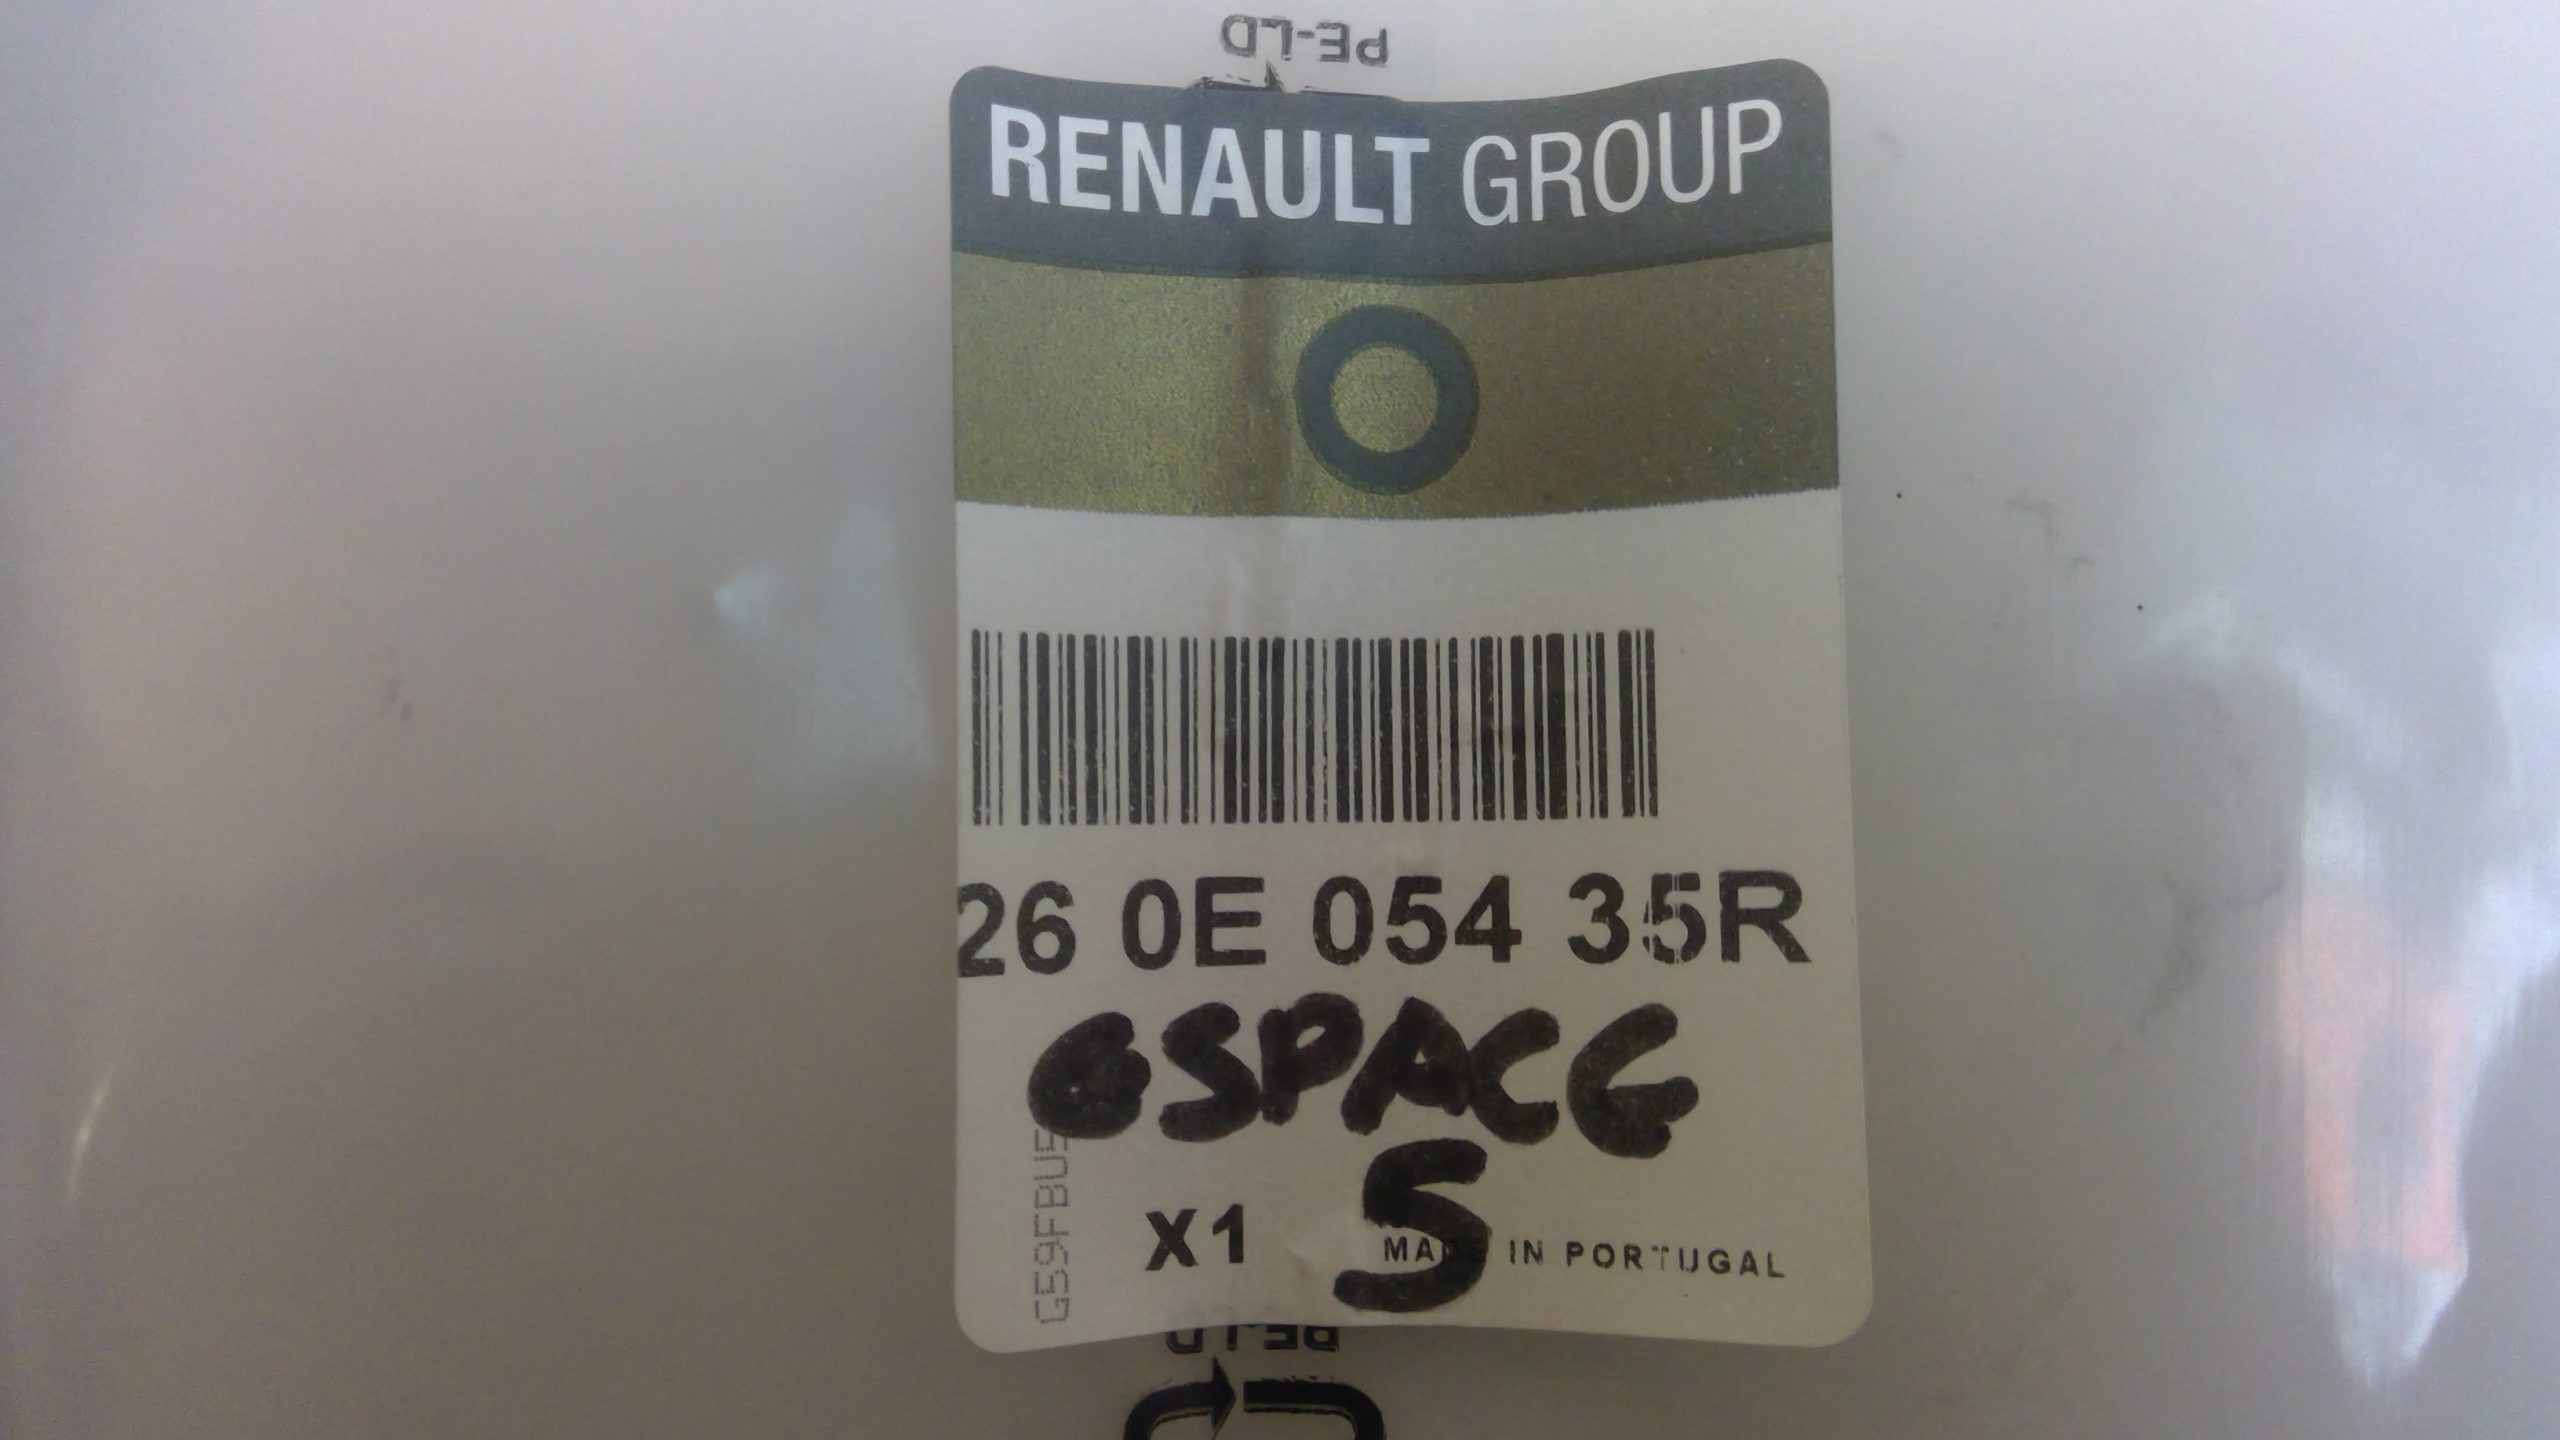 PE-LD
RENAULT GROUP
26 0E 054 35R
ESPACE
5
G59FBU5
X1
MADE IN PORTUGAL
PE-LD